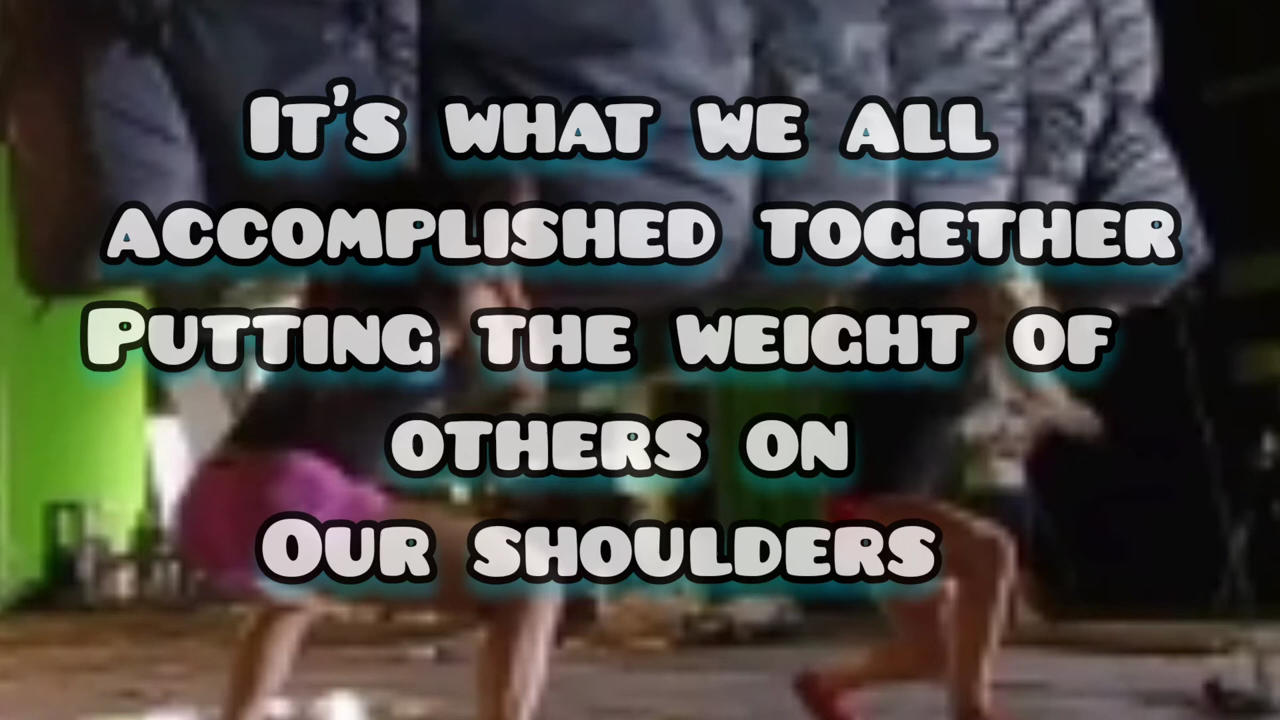 It's what we all
accomplished together
Putting the weight of
others on
Our shoulders